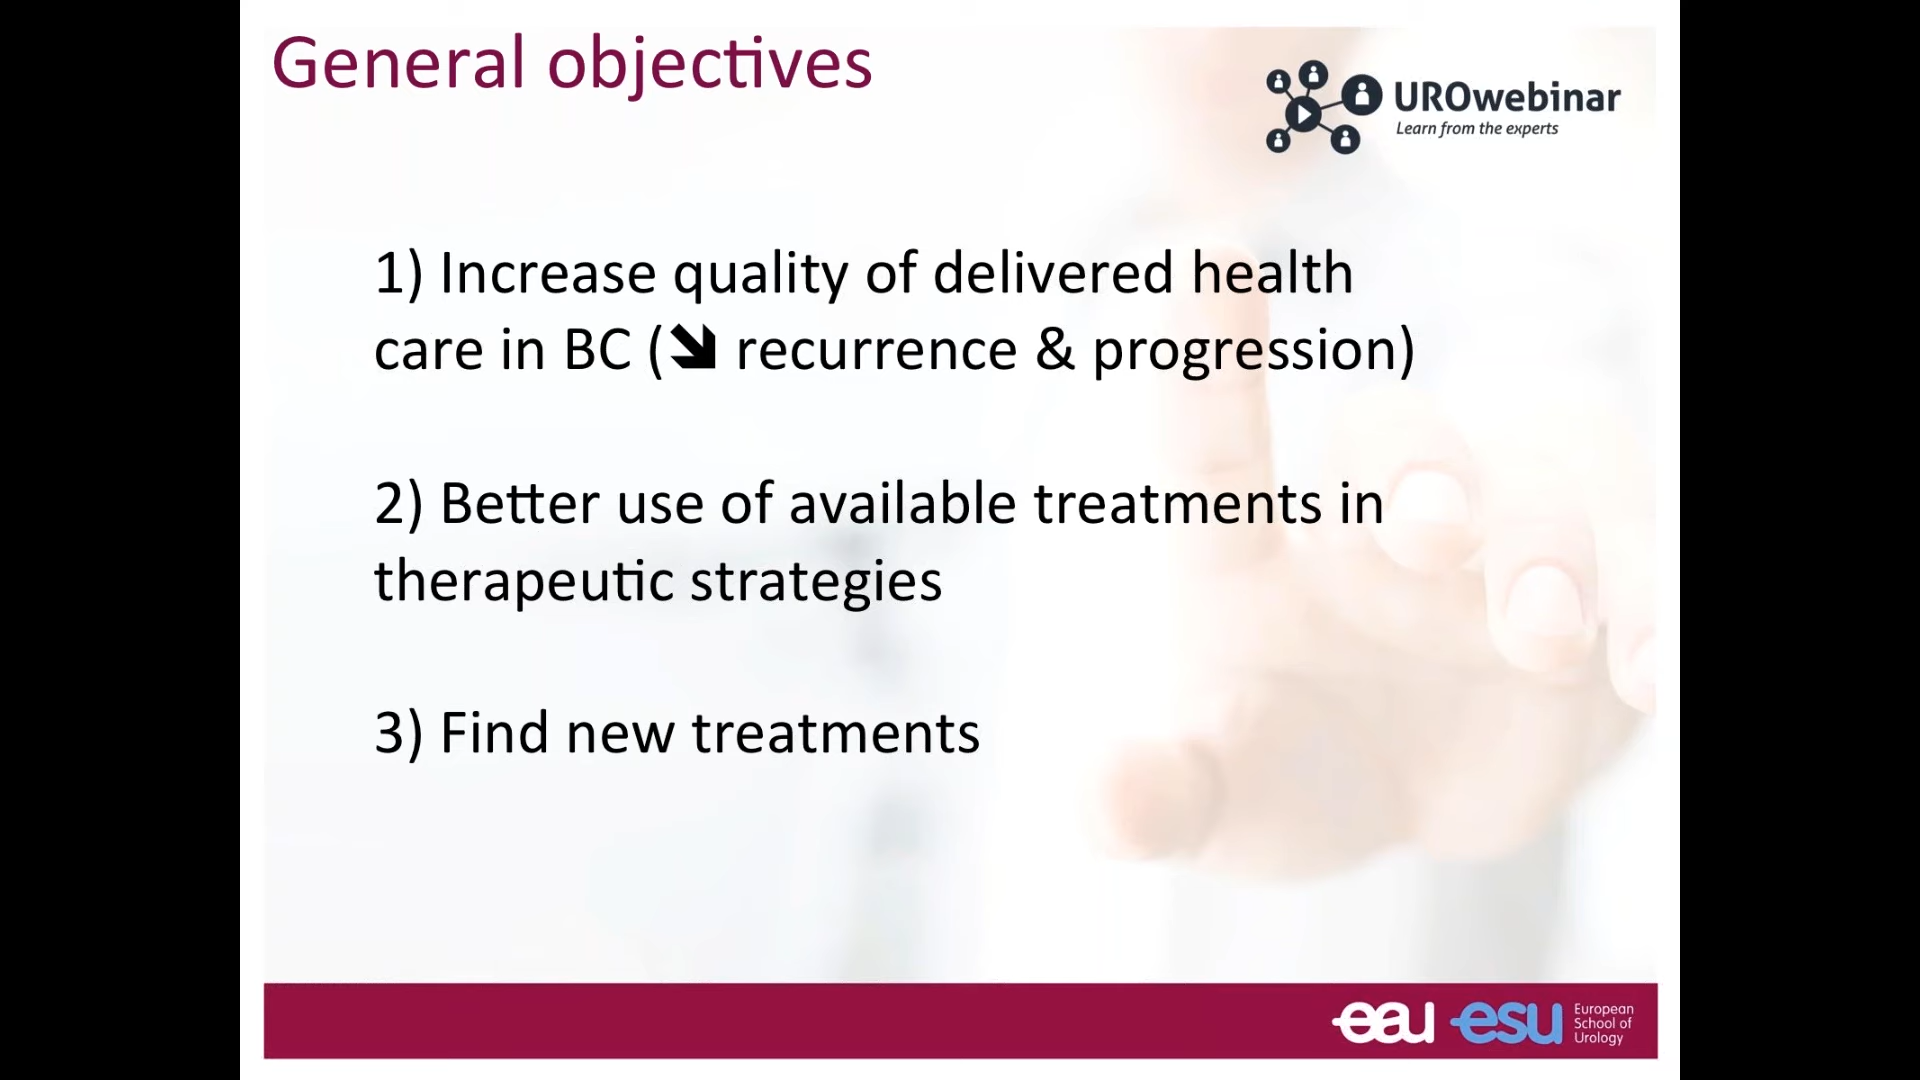 General objectives
UROwebinar
Learn from the experts
1) Increase quality of delivered health
care in BC (⬊ recurrence & progression)
2) Better use of available treatments in
therapeutic strategies
3) Find new treatments
eau esu European
School of
Urology